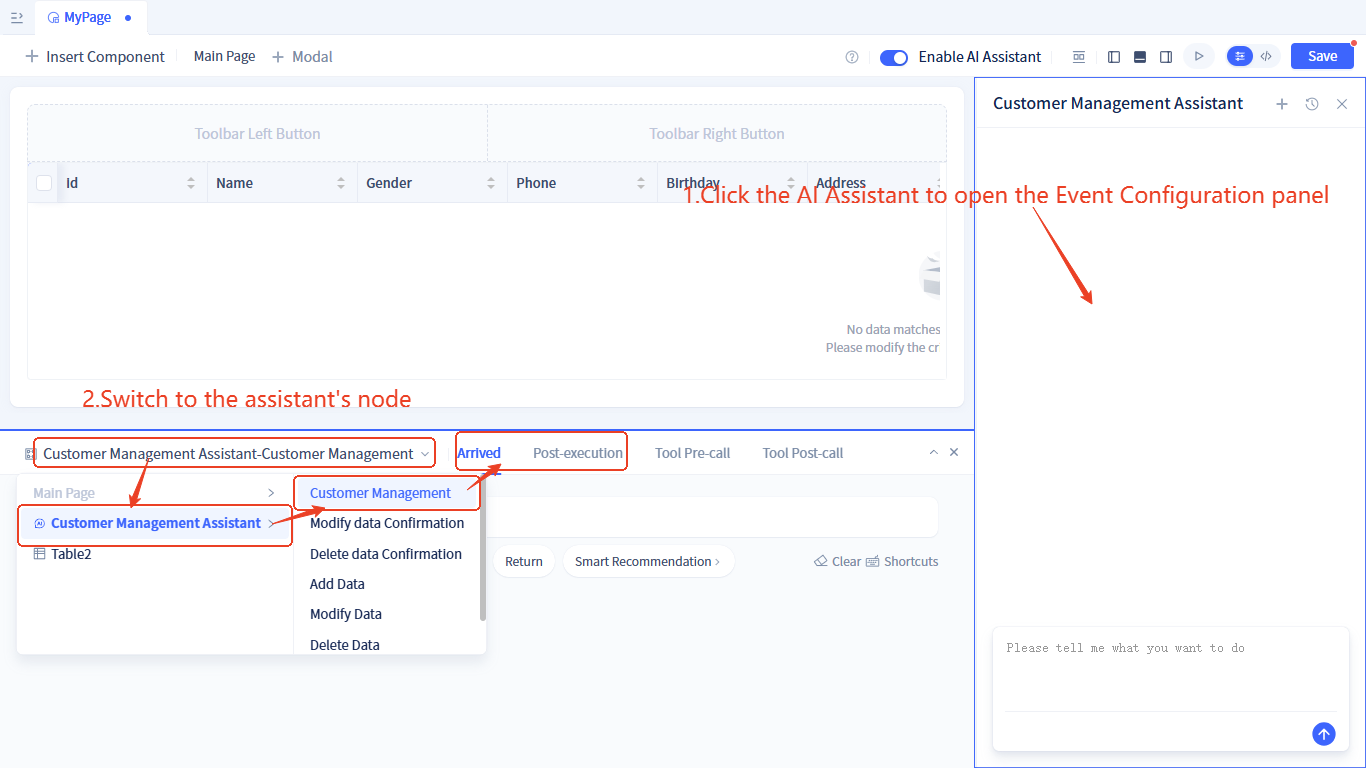 MyPage
Insert Component
Main Page
Modal
Enable AI Assistant
Save
Customer Management Assistant
Toolbar Left Button
Toolbar Right Button
Id
Name
Gender
Phone
Birthday
Address
1.Click the AI Assistant to open the Event Configuration panel
No data matches
Please modify the cr
2.Switch to the assistant's node
Customer Management Assistant-Customer Management
Arrived
Post-execution
Tool Pre-call
Tool Post-call
Main Page
Customer Management
Customer Management Assistant
Modify data Confirmation
Table2
Delete data Confirmation
Add Data
Modify Data
Delete Data
Return
Smart Recommendation
Clear
Shortcuts
Please tell me what you want to do